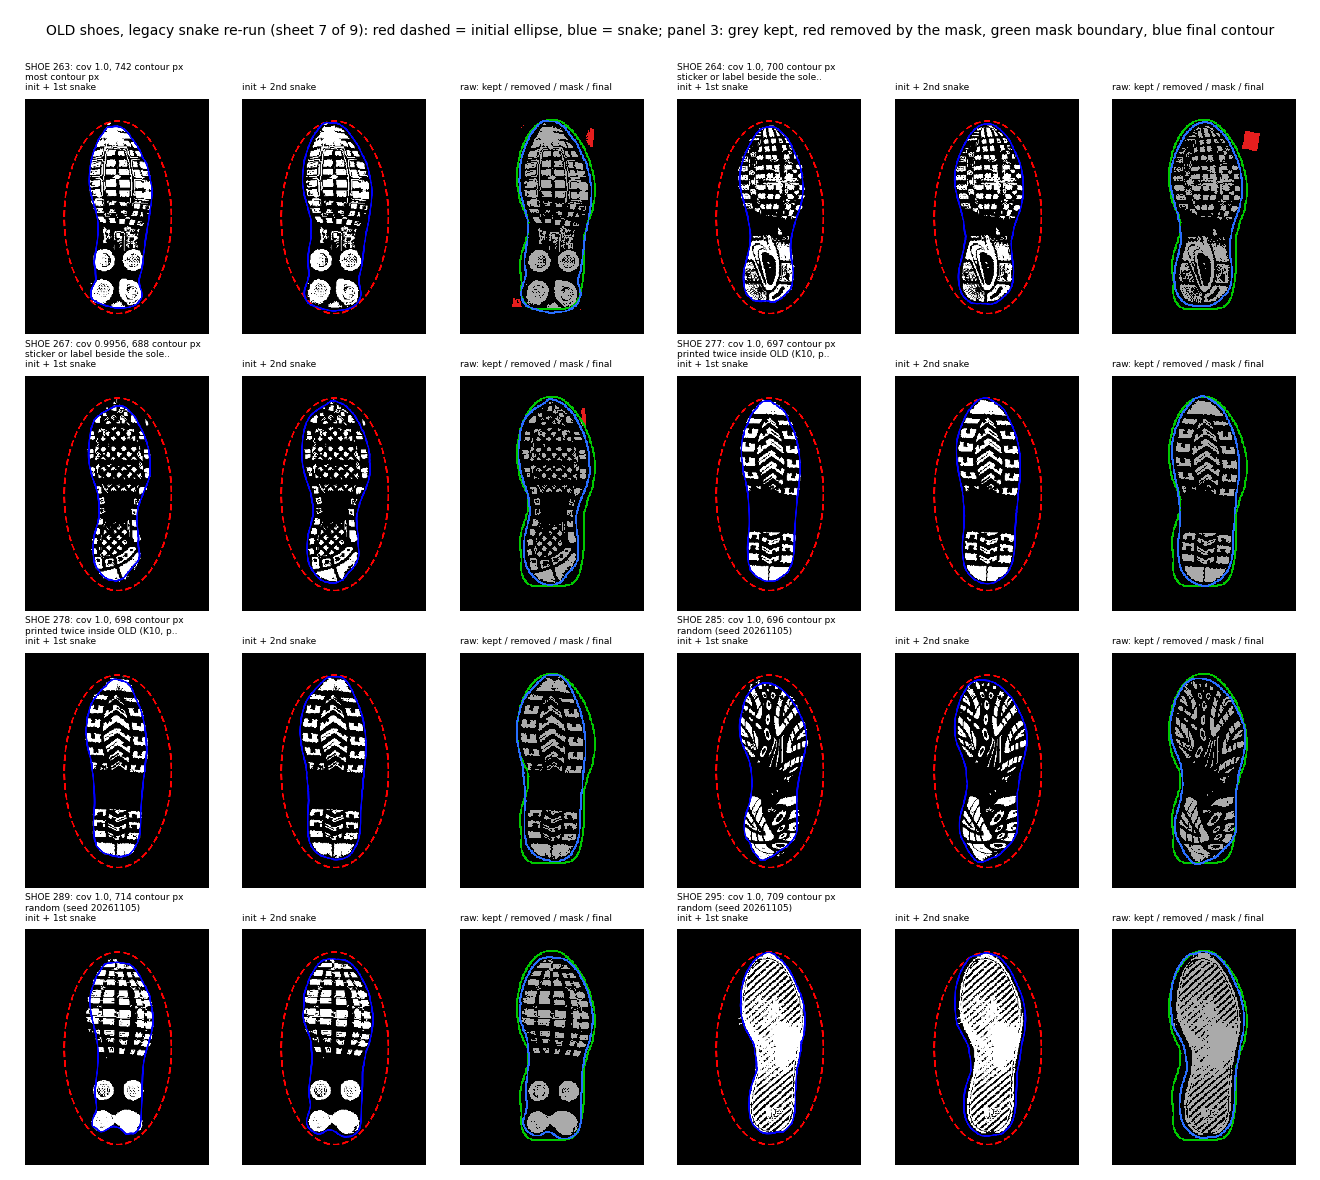 OLD shoes, legacy snake re-run (sheet 7 of 9): red dashed = initial ellipse, blue = snake; panel 3: grey kept, red removed by the mask, green mask boundary, blue final contour
SHOE 263: cov 1.0, 742 contour px
most contour px
init + 1st snake
init + 2nd snake
raw: kept / removed / mask / final
SHOE 264: cov 1.0, 700 contour px
sticker or label beside the sole..
init + 1st snake
init + 2nd snake
raw: kept / removed / mask / final
SHOE 267: cov 0.9956, 688 contour px
sticker or label beside the sole..
init + 1st snake
init + 2nd snake
raw: kept / removed / mask / final
SHOE 277: cov 1.0, 697 contour px
printed twice inside OLD (K10, p..
init + 1st snake
init + 2nd snake
raw: kept / removed / mask / final
SHOE 278: cov 1.0, 698 contour px
printed twice inside OLD (K10, p..
init + 1st snake
init + 2nd snake
raw: kept / removed / mask / final
SHOE 285: cov 1.0, 696 contour px
random (seed 20261105)
init + 1st snake
init + 2nd snake
raw: kept / removed / mask / final
SHOE 289: cov 1.0, 714 contour px
random (seed 20261105)
init + 1st snake
init + 2nd snake
raw: kept / removed / mask / final
SHOE 295: cov 1.0, 709 contour px
random (seed 20261105)
init + 1st snake
init + 2nd snake
raw: kept / removed / mask / final